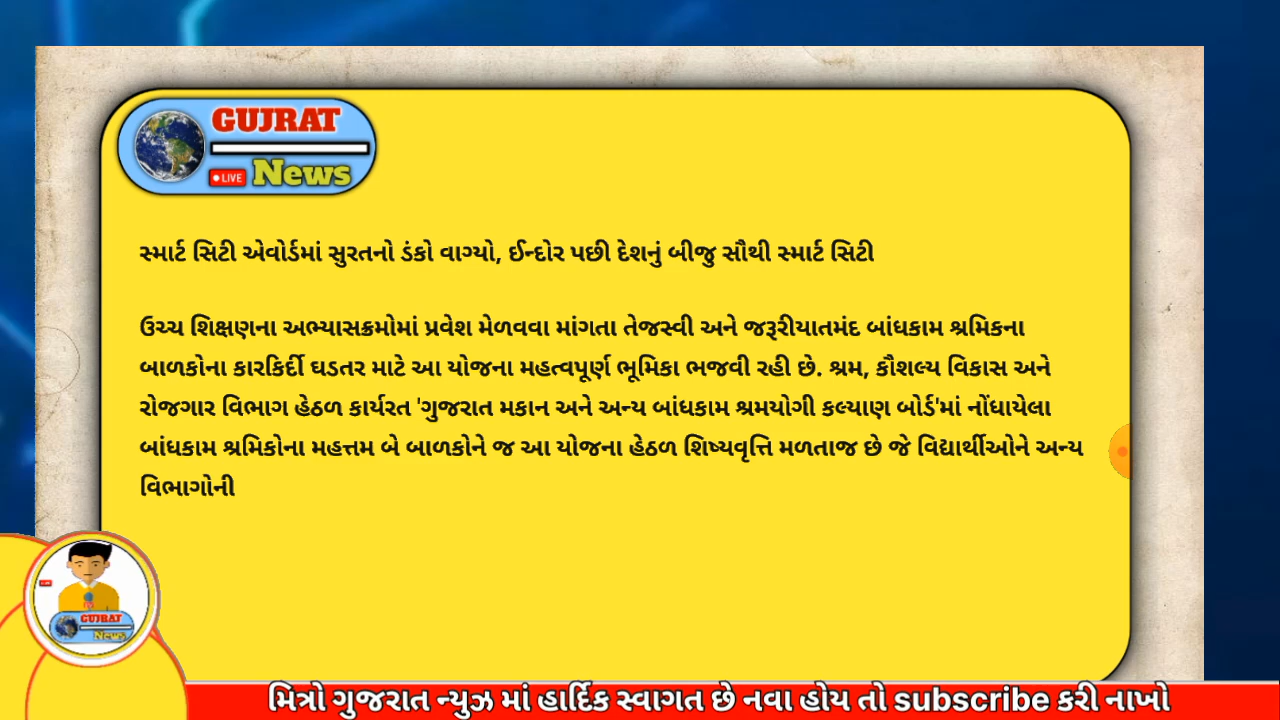 GUJRAT
LIVE News
સ્માર્ટ સિટી એવોર્ડમાં સુરતનો ડંકો વાગ્યો, ઈન્દોર પછી દેશનું બીજુ સૌથી સ્માર્ટ સિટી
ઉચ્ચ શિક્ષણના અભ્યાસક્રમોમાં પ્રવેશ મેળવવા માંગતા તેજસ્વી અને જરૂરીયાતમંદ બાંધકામ શ્રમિકના
બાળકોના કારકિર્દી ઘડતર માટે આ યોજના મહત્વપૂર્ણ ભૂમિકા ભજવી રહી છે. શ્રમ, કૌશલ્ય વિકાસ અને
રોજગાર વિભાગ હેઠળ કાર્યરત 'ગુજરાત મકાન અને અન્ય બાંધકામ શ્રમયોગી કલ્યાણ બોર્ડ'માં નોંધાયેલા
બાંધકામ શ્રમિકોના મહત્તમ બે બાળકોને જ આ યોજના હેઠળ શિષ્યવૃત્તિ મળતાજ છે જે વિદ્યાર્થીઓને અન્ય
વિભાગોની
GUJRAT
News
મિત્રો ગુજરાત ન્યુઝ માં હાર્દિક સ્વાગત છે નવા હોય તો subscribe કરી નાખો